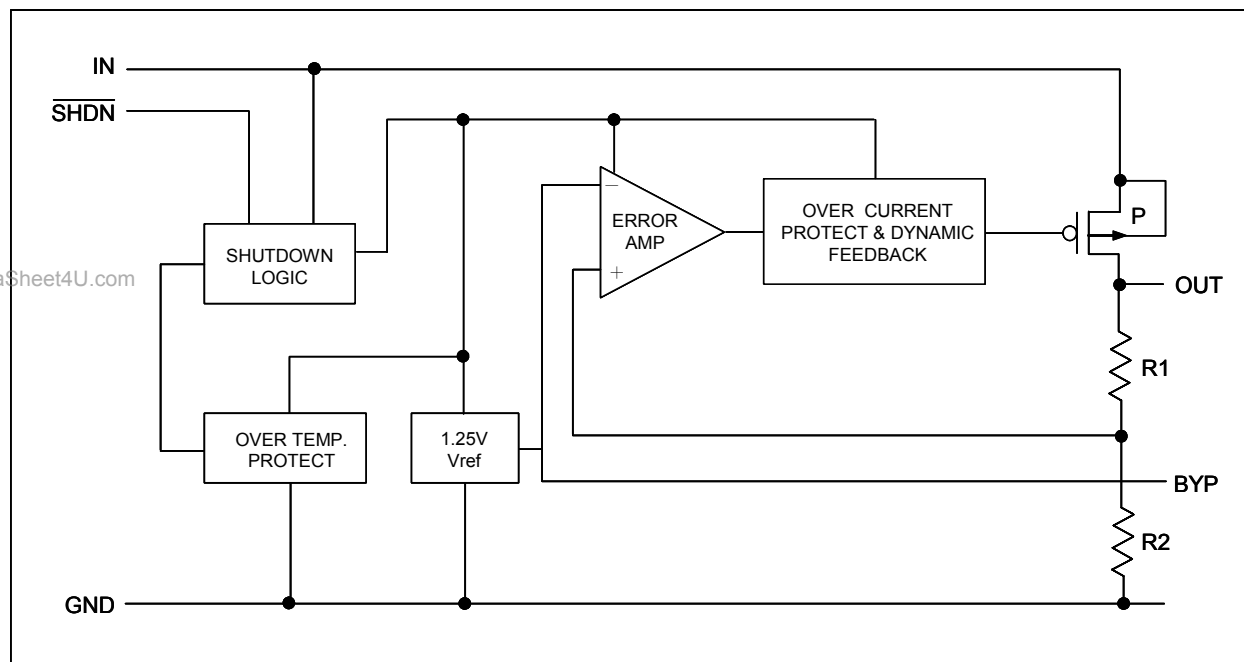 IN
SHDN
SHUTDOWN
LOGIC
aSheet4U.com
−
ERROR
AMP
+
OVER CURRENT
PROTECT & DYNAMIC
FEEDBACK
P
OUT
R1
OVER TEMP.
PROTECT
1.25V
Vref
BYP
R2
GND